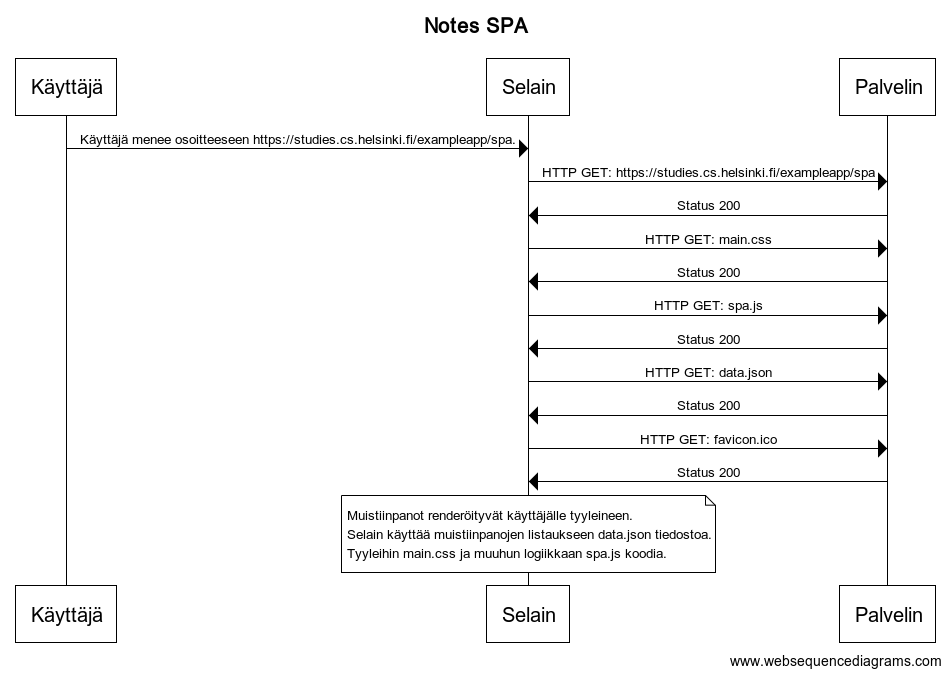 Notes SPA
Käyttäjä
Selain
Palvelin
Käyttäjä menee osoitteeseen https://studies.cs.helsinki.fi/exampleapp/spa.
HTTP GET: https://studies.cs.helsinki.fi/exampleapp/spa
Status 200
HTTP GET: main.css
Status 200
HTTP GET: spa.js
Status 200
HTTP GET: data.json
Status 200
HTTP GET: favicon.ico
Status 200
Muistiinpanot renderöityvät käyttäjälle tyyleineen.
Selain käyttää muistiinpanojen listaukseen data.json tiedostoa.
Tyyleihin main.css ja muuhun logiikkaan spa.js koodia.
Käyttäjä
Selain
Palvelin
www.websequencediagrams.com